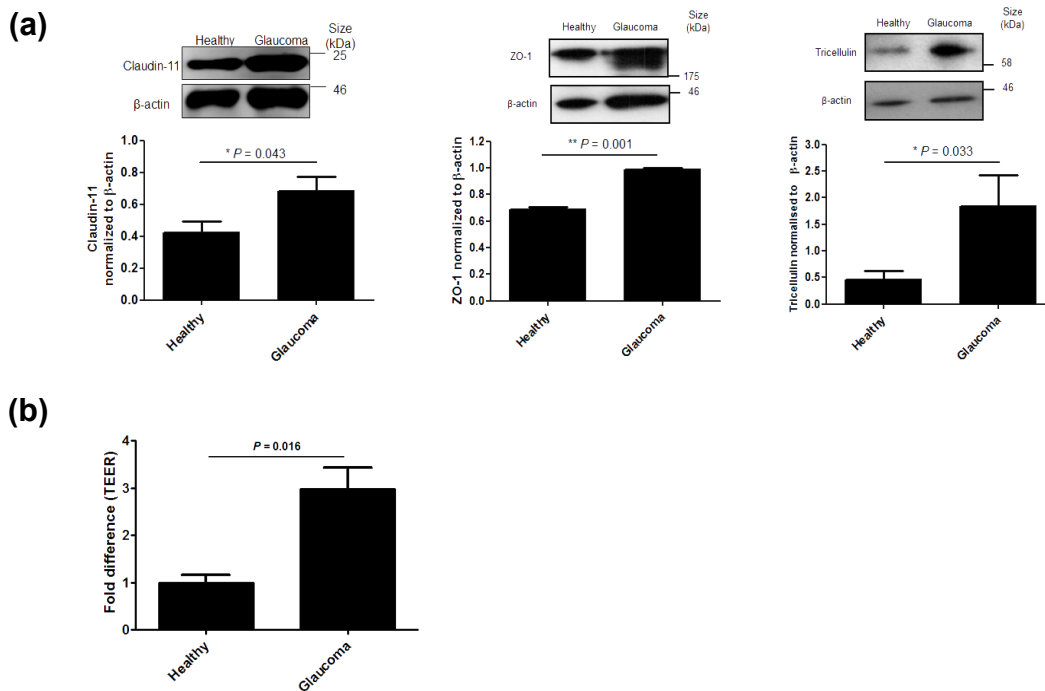 (a)
Healthy Glaucoma
Size
(kDa)
Claudin-11
25
β-actin
46
* P = 0.043
Claudin-11
normalized to β-actin
0.0
0.2
0.4
0.6
0.8
1.0
Healthy
Glaucoma
Healthy Glaucoma
Size
(kDa)
ZO-1
175
β-actin
46
** P = 0.001
ZO-1 normalized to β-actin
0.0
0.2
0.4
0.6
0.8
1.0
1.2
Healthy
Glaucoma
Healthy Glaucoma
Size
(kDa)
Tricellulin
58
β-actin
46
* P = 0.033
Tricellulin normalised to β-actin
0.0
0.5
1.0
1.5
2.0
2.5
3.0
Healthy
Glaucoma
(b)
P = 0.016
Fold difference (TEER)
0
1
2
3
4
Healthy
Glaucoma